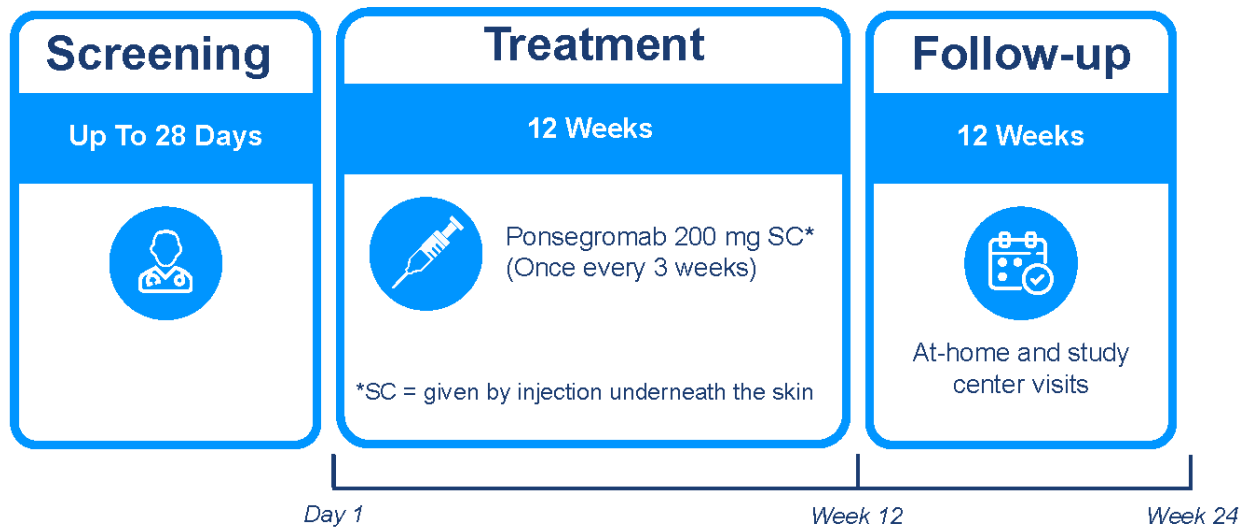 Screening
Up To 28 Days
Treatment
12 Weeks
Ponsegromab 200 mg SC*
(Once every 3 weeks)
*SC = given by injection underneath the skin
Follow-up
12 Weeks
At-home and study
center visits
Day 1
Week 12
Week 24